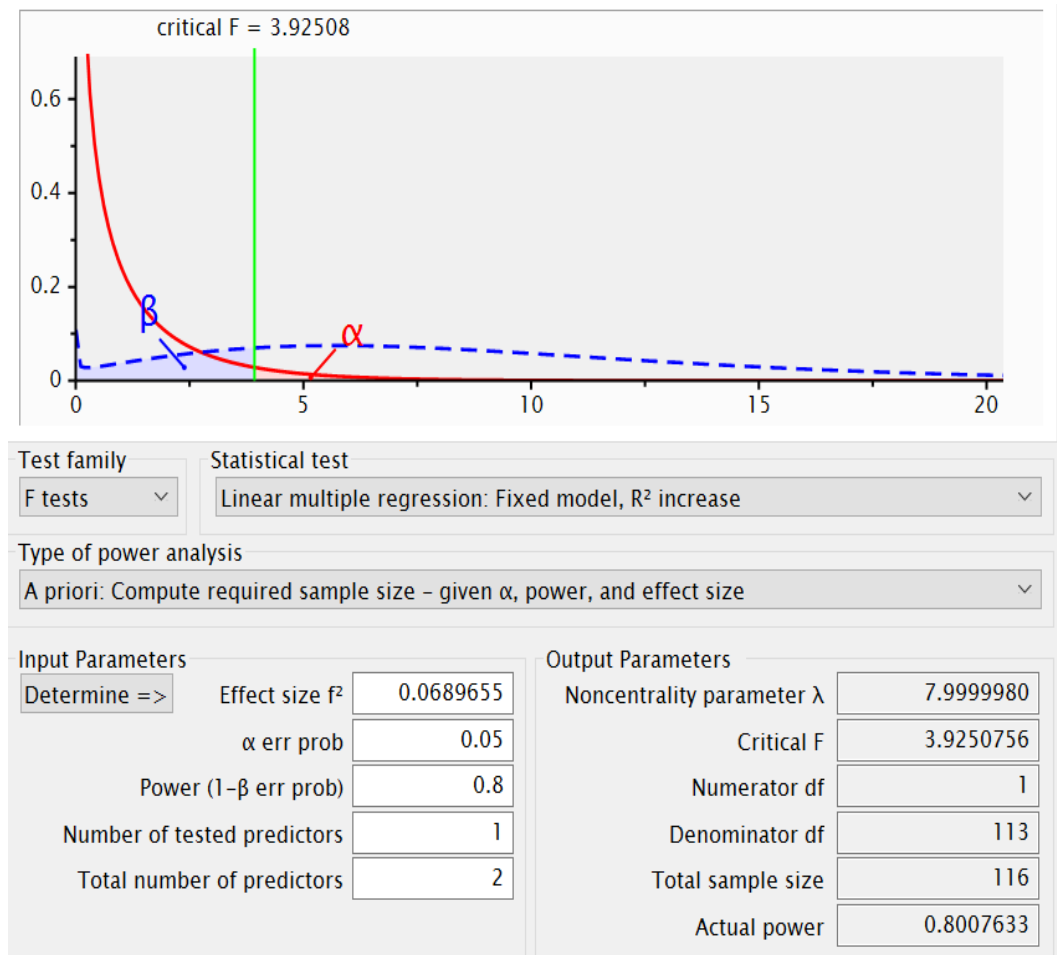 critical F = 3.92508
0.6
0.4
0.2
0
β
α
0 5 10 15 20
Test family Statistical test
F tests Linear multiple regression: Fixed model, R² increase
Type of power analysis
A priori: Compute required sample size – given α, power, and effect size
Input Parameters Output Parameters
Determine => Effect size f² 0.0689655 Noncentrality parameter λ 7.9999980
α err prob 0.05 Critical F 3.9250756
Power (1–β err prob) 0.8 Numerator df 1
Number of tested predictors 1 Denominator df 113
Total number of predictors 2 Total sample size 116
Actual power 0.8007633